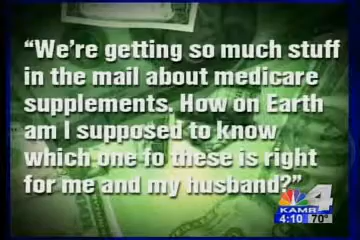 “We're getting so much stuff
in the mail about medicare
supplements. How on Earth
am I supposed to know
which one fo these is right
for me and my husband?”
4
KAMR
4:10 70°